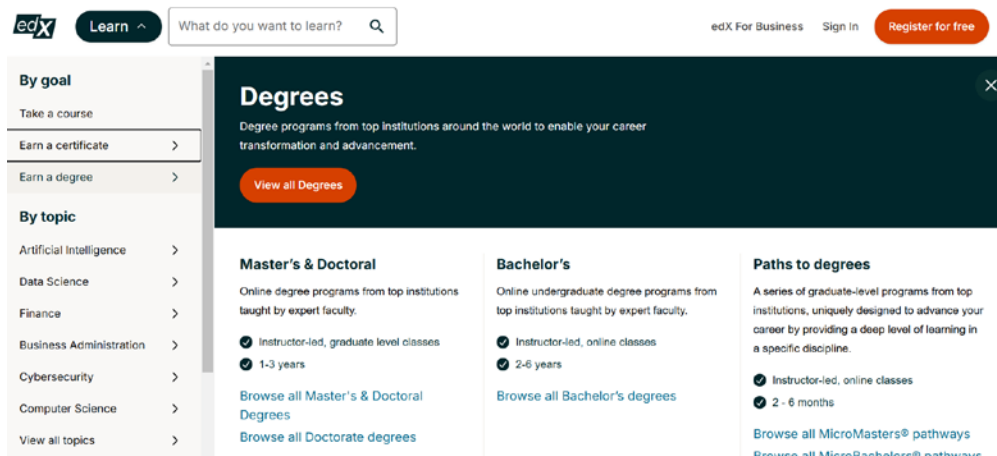 edX
Learn
What do you want to learn?
edX For Business
Sign In
Register for free
By goal
Take a course
Earn a certificate
Earn a degree
By topic
Artificial Intelligence
Data Science
Finance
Business Administration
Cybersecurity
Computer Science
View all topics
Degrees
Degree programs from top institutions around the world to enable your career
transformation and advancement.
View all Degrees
Master's & Doctoral
Online degree programs from top institutions
taught by expert faculty.
Instructor-led, graduate level classes
1-3 years
Browse all Master's & Doctoral
Degrees
Browse all Doctorate degrees
Bachelor's
Online undergraduate degree programs from
top institutions taught by expert faculty.
Instructor-led, online classes
2-6 years
Browse all Bachelor's degrees
Paths to degrees
A series of graduate-level programs from top
institutions, uniquely designed to advance your
career by providing a deep level of learning in
a specific discipline.
Instructor-led, online classes
2 - 6 months
Browse all MicroMasters® pathways
Browse all MicroBachelors® pathways